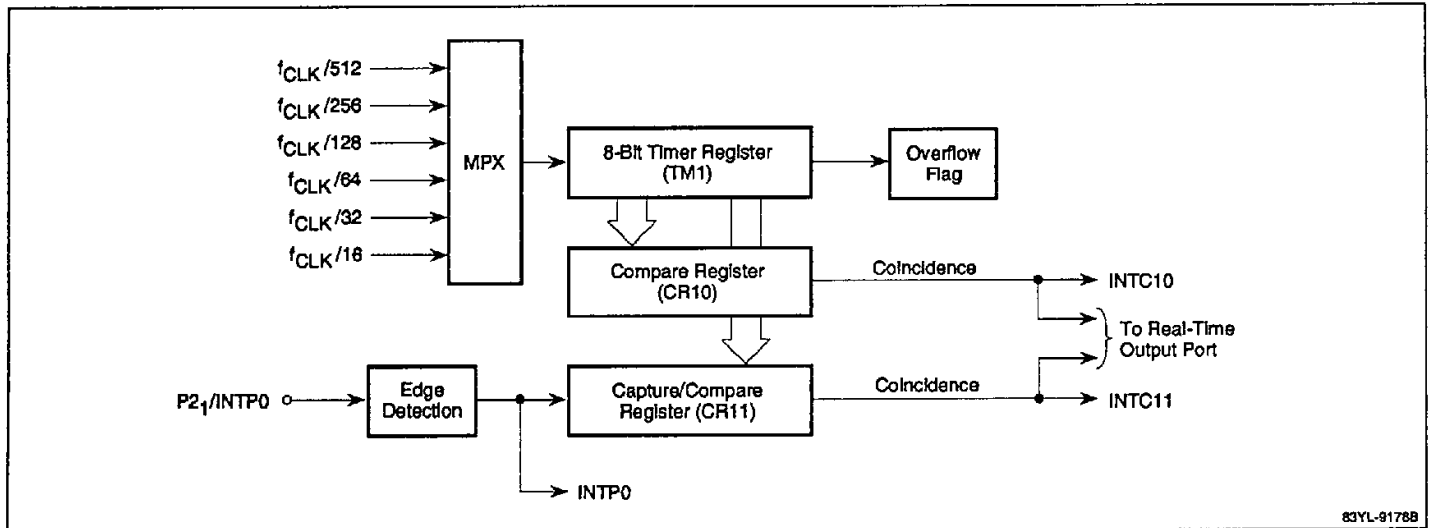 fCLK/512
fCLK/256
fCLK/128
fCLK/64
fCLK/32
fCLK/16
MPX
8-Bit Timer Register
(TM1)
Overflow
Flag
Compare Register
(CR10)
Coincidence
INTC10
To Real-Time
Output Port
P21/INTP0
Edge
Detection
Capture/Compare
Register (CR11)
Coincidence
INTC11
INTP0
83YL-9178B